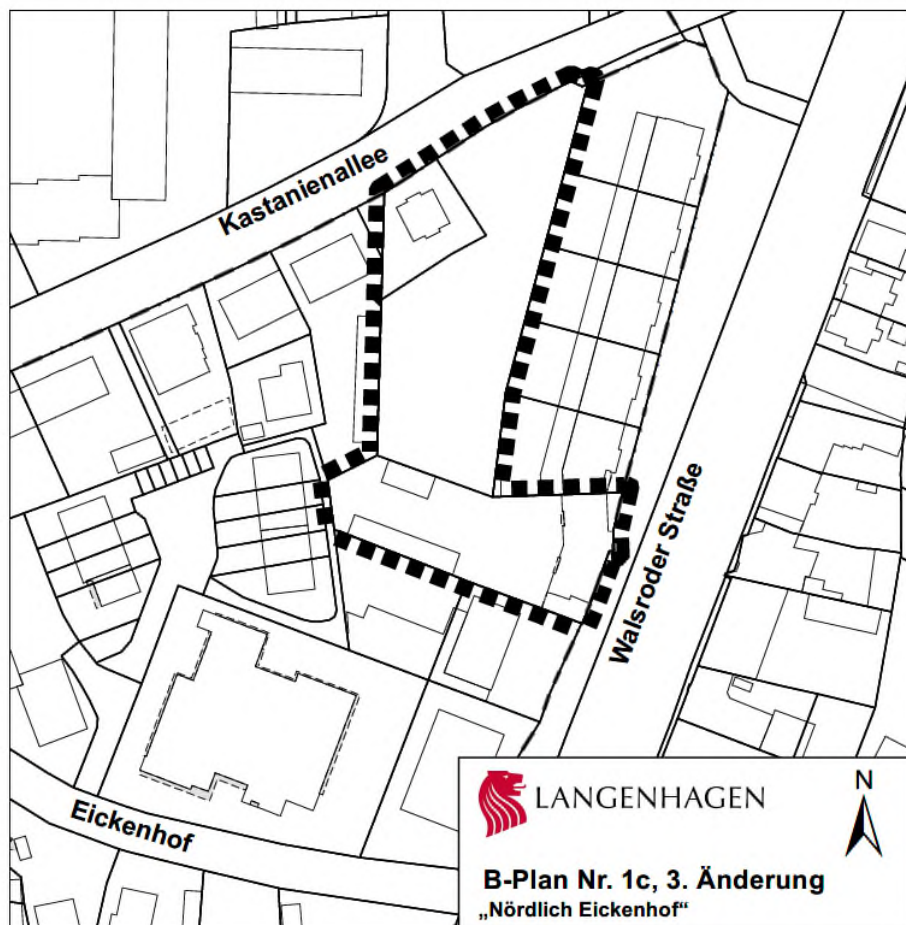 Kastanienallee
Walsroder Straße
Eickenhof
LANGENHAGEN
N
B-Plan Nr. 1c, 3. Änderung
„Nördlich Eickenhof“